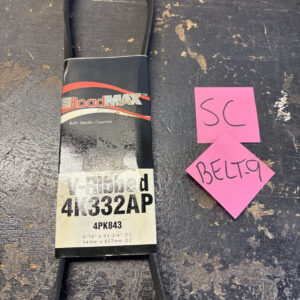 RoadMAX
V-Ribbed
4K332AP
4PK843
SC
BELT.9